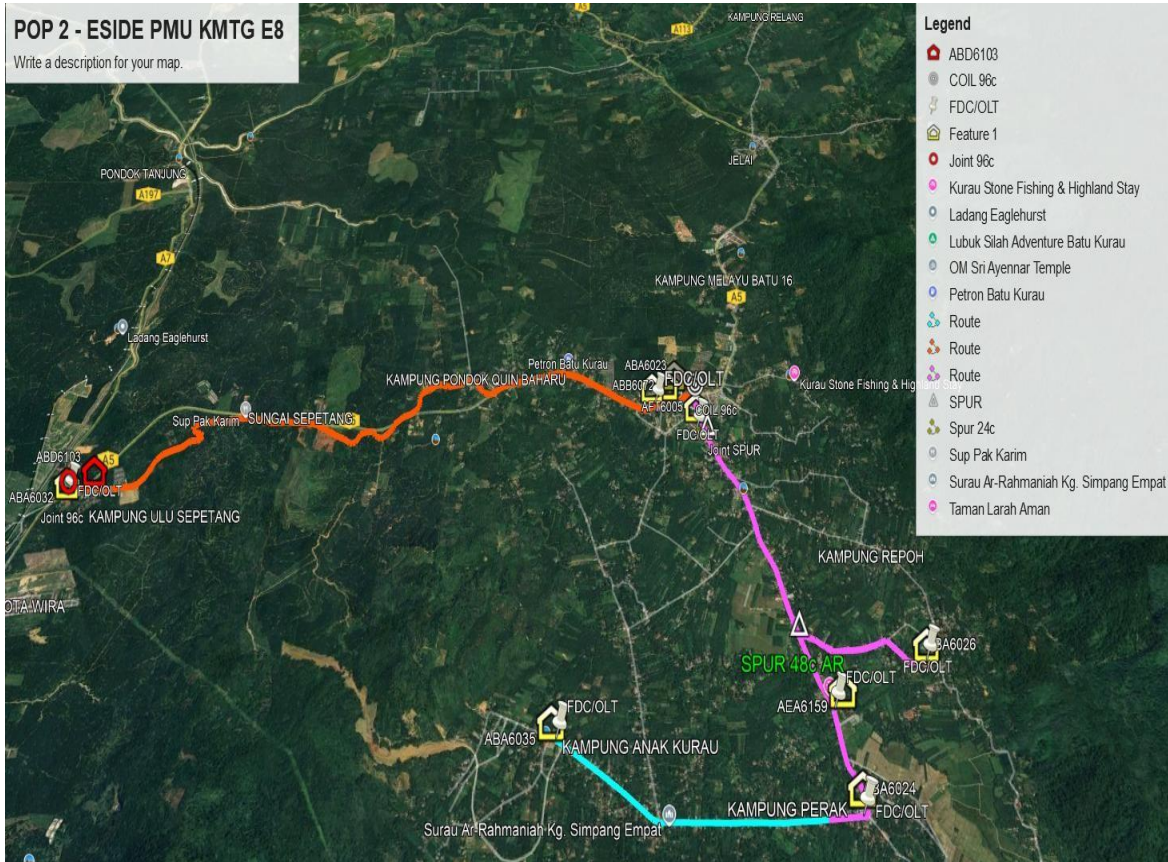 POP 2 - ESIDE PMU KMTG E8
Write a description for your map.
Legend
ABD6103
COIL 96c
FDC/OLT
Feature 1
Joint 96c
Kurau Stone Fishing & Highland Stay
Ladang Eaglehurst
Lubuk Silah Adventure Batu Kurau
OM Sri Ayennar Temple
Petron Batu Kurau
Route
Route
Route
SPUR
Spur 24c
Sup Pak Karim
Surau Ar-Rahmaniah Kg. Simpang Empat
Taman Larah Aman
KAMPUNG RELANG
A5
A113
JELAI
PONDOK TANJUNG
A197
A7
KAMPUNG MELAYU BATU 16
A5
Ladang Eaglehurst
Petron Batu Kurau
ABA6023
KAMPUNG PONDOK QUIN BAHARU
ABB6072
FDC/OLT
Kurau Stone Fishing & Highland Stay
AFT6005
COIL 96c
Sup Pak Karim
SUNGAI SEPETANG
FDC/OLT
Joint SPUR
ABD6103
A5
ABA6032
FDC/OLT
Joint 96c
KAMPUNG ULU SEPETANG
KAMPUNG REPOH
OTA WIRA
BA6026
SPUR 48c AR
FDC/OLT
FDC/OLT
AEA6159
FDC/OLT
ABA6035
KAMPUNG ANAK KURAU
BA6024
KAMPUNG PERAK
FDC/OLT
Surau Ar-Rahmaniah Kg. Simpang Empat